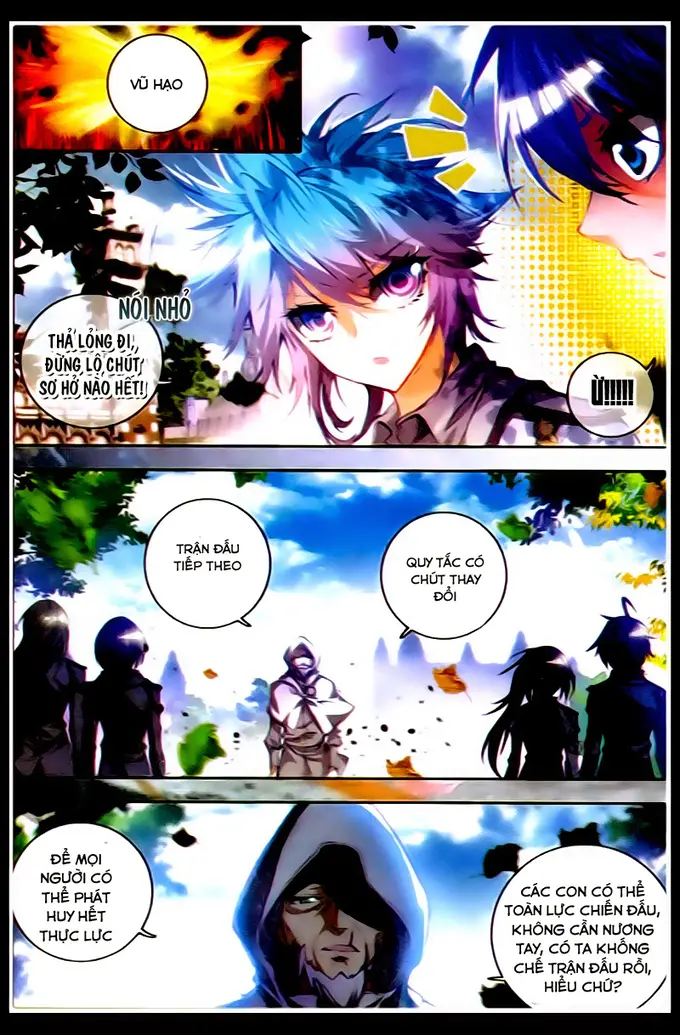 VŨ HẠO
NÓI NHỎ
THẢ LỎNG ĐI,
ĐỪNG LỘ CHÚT
SƠ HỞ NÀO HẾT!!
Ừ!!!!!
TRẬN ĐẤU
TIẾP THEO
QUY TẮC CÓ
CHÚT THAY
ĐỔI
ĐỂ MỌI
NGƯỜI CÓ
THỂ PHÁT
HUY HẾT
THỰC LỰC
CÁC CON CÓ THỂ
TOÀN LỰC CHIẾN ĐẤU,
KHÔNG CẦN NƯƠNG
TAY, CÓ TA KHỐNG
CHẾ TRẬN ĐẤU RỒI,
HIỂU CHỨ?